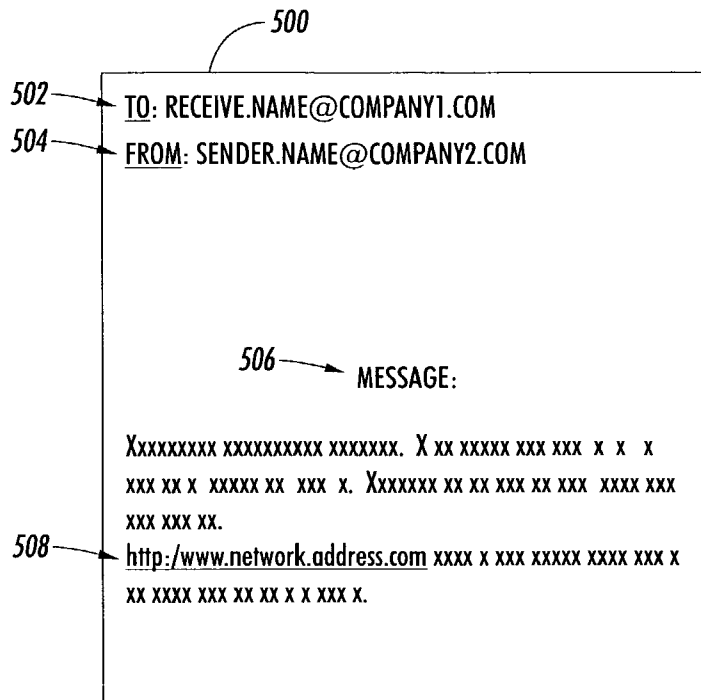 500
502 TO: RECEIVE.NAME@COMPANY1.COM
504 FROM: SENDER.NAME@COMPANY2.COM
506 MESSAGE:
Xxxxxxxxx xxxxxxxxxx xxxxxxx. X xx xxxxx xxx xxx x x x
xxx xx x xxxxx xx xxx x. Xxxxxxx xx xx xxx xx xxx xxxx xxx
xxx xxx xx.
508 http:/www.network.address.com xxxx x xxx xxxxx xxxx xxx x
xx xxxx xxx xx xx x x xxx x.